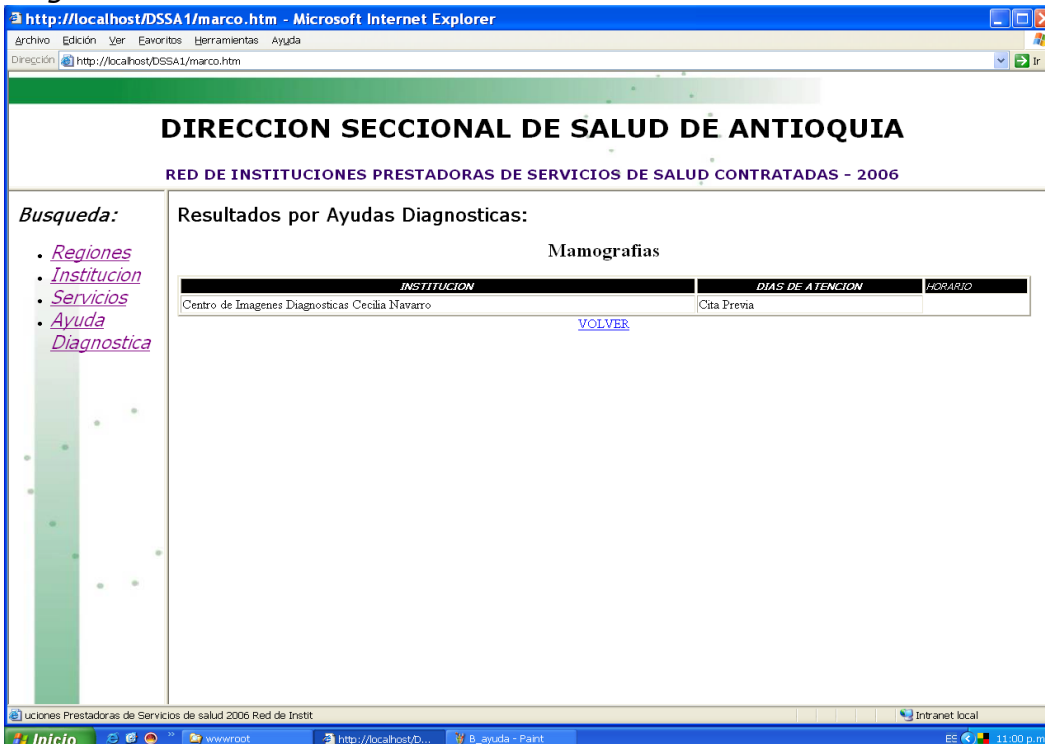 http://localhost/DSSA1/marco.htm - Microsoft Internet Explorer
Archivo Edición Ver Favoritos Herramientas Ayuda
Dirección http://localhost/DSSA1/marco.htm Ir
DIRECCION SECCIONAL DE SALUD DE ANTIOQUIA
RED DE INSTITUCIONES PRESTADORAS DE SERVICIOS DE SALUD CONTRATADAS - 2006
Busqueda:
Regiones
Institucion
Servicios
Ayuda
Diagnostica
Resultados por Ayudas Diagnosticas:
Mamografias
INSTITUCION DIAS DE ATENCION HORARIO
Centro de Imagenes Diagnosticas Cecilia Navarro Cita Previa
VOLVER
uciones Prestadoras de Servicios de salud 2006 Red de Instit Intranet local
Inicio wwwroot http://localhost/D... B_ayuda - Paint ES 11:00 p.m